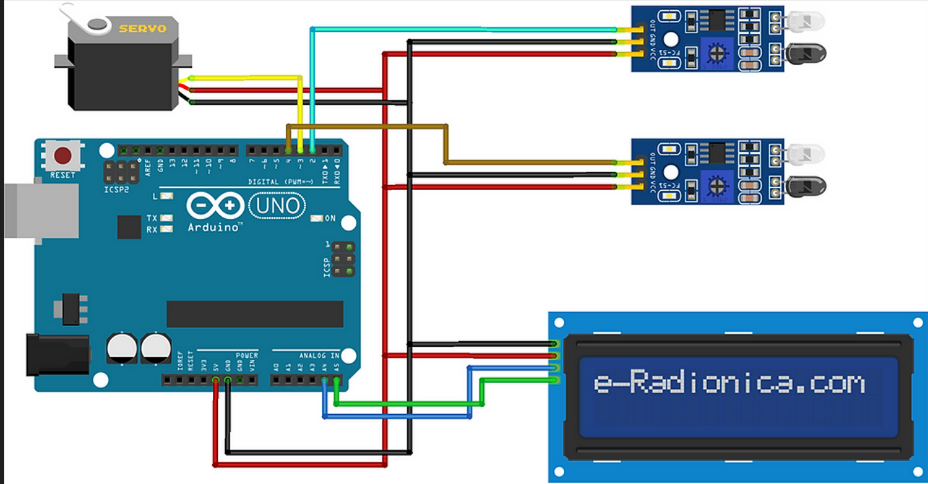 SERVO
OUT GND VCC
FC-51
RESET
ICSP2
AREF
GND
13
12
~11
~10
~9
8
7
~6
~5
4
~3
2
TX0 1
RX0 0
DIGITAL (PWM=~)
L
TX
RX
UNO
ON
Arduino™
1
ICSP
OUT GND VCC
FC-51
POWER
ANALOG IN
IOREF
RESET
3V3
5V
GND
GND
VIN
A0
A1
A2
A3
A4
A5
e-Radionica.com